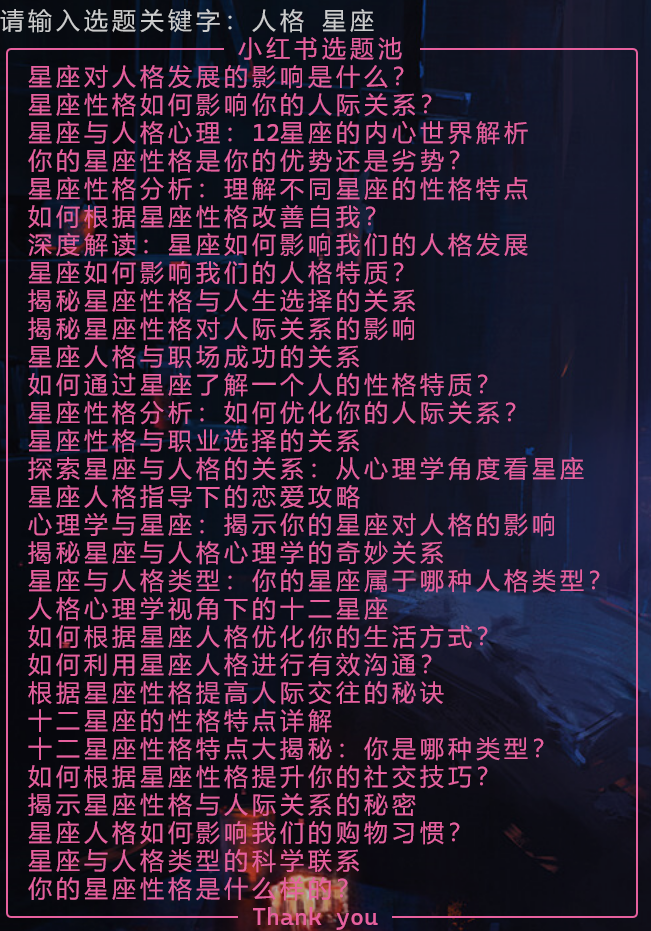 请输入选题关键字：人格 星座
小红书选题池
星座对人格发展的影响是什么？
星座性格如何影响你的人际关系？
星座与人格心理：12星座的内心世界解析
你的星座性格是你的优势还是劣势？
星座性格分析：理解不同星座的性格特点
如何根据星座性格改善自我？
深度解读：星座如何影响我们的人格发展
星座如何影响我们的人格特质？
揭秘星座性格与人生选择的关系
揭秘星座性格对人际关系的影响
星座人格与职场成功的关系
如何通过星座了解一个人的性格特质？
星座性格分析：如何优化你的人际关系？
星座性格与职业选择的关系
探索星座与人格的关系：从心理学角度看星座
星座人格指导下的恋爱攻略
心理学与星座：揭示你的星座对人格的影响
揭秘星座与人格心理学的奇妙关系
星座与人格类型：你的星座属于哪种人格类型？
人格心理学视角下的十二星座
如何根据星座人格优化你的生活方式？
如何利用星座人格进行有效沟通？
根据星座性格提高人际交往的秘诀
十二星座的性格特点详解
十二星座性格特点大揭秘：你是哪种类型？
如何根据星座性格提升你的社交技巧？
揭示星座性格与人际关系的秘密
星座人格如何影响我们的购物习惯？
星座与人格类型的科学联系
你的星座性格是什么样的？
Thank you